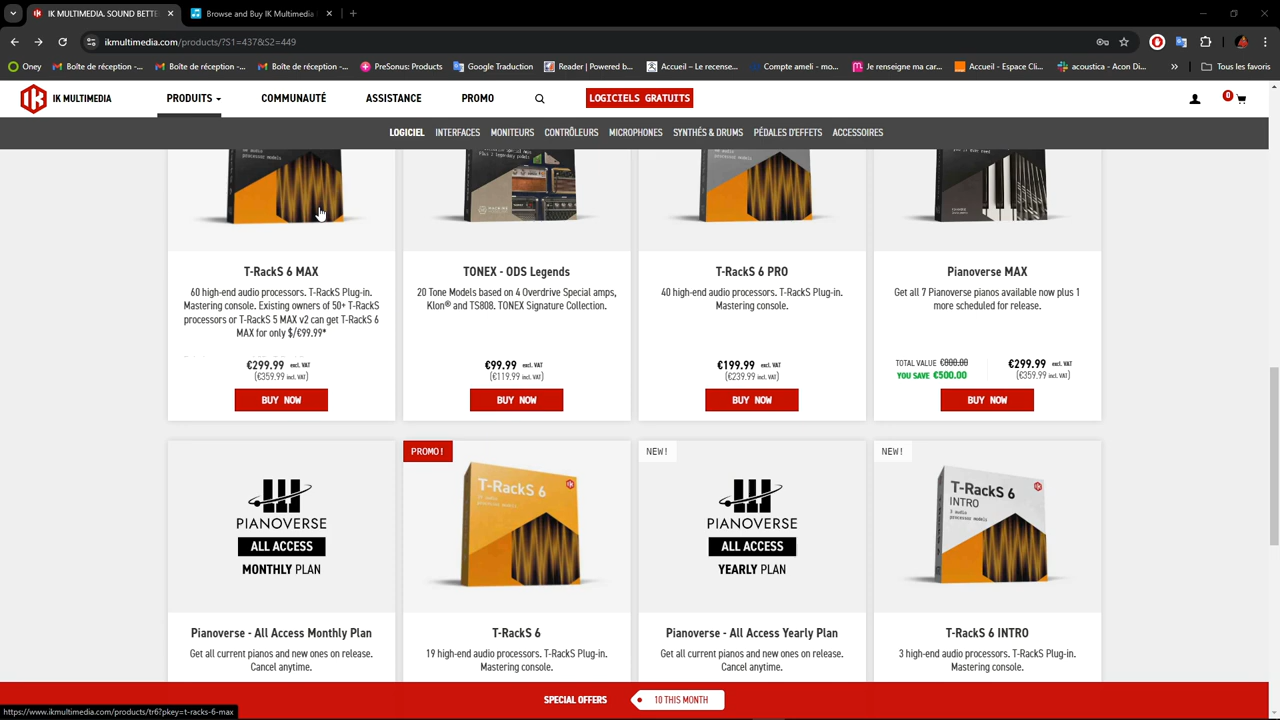 IK MULTIMEDIA. SOUND BETTE
Browse and Buy IK Multimedia
ikmultimedia.com/products/?S1=437&S2=449
Oney
Boîte de réception -...
Boîte de réception -...
Boîte de réception -...
PreSonus: Products
Google Traduction
Reader | Powered b...
Accueil – Le recense...
Compte ameli - mo...
Je renseigne ma car...
Accueil - Espace Cli...
acoustica — Acon Di...
»
Tous les favoris
IK MULTIMEDIA
PRODUITS
COMMUNAUTÉ
ASSISTANCE
PROMO
LOGICIELS GRATUITS
0
LOGICIEL
INTERFACES
MONITEURS
CONTRÔLEURS
MICROPHONES
SYNTHÉS & DRUMS
PÉDALES D'EFFETS
ACCESSOIRES
T-RackS 6 MAX
60 high-end audio processors. T-RackS Plug-in.
Mastering console. Existing owners of 50+ T-RackS
processors or T-RackS 5 MAX v2 can get T-RackS 6
MAX for only $/€99.99*
€299.99 excl. VAT
(€359.99 incl. VAT)
BUY NOW
TONEX - ODS Legends
20 Tone Models based on 4 Overdrive Special amps,
Klon® and TS808. TONEX Signature Collection.
€99.99 excl. VAT
(€119.99 incl. VAT)
BUY NOW
T-RackS 6 PRO
40 high-end audio processors. T-RackS Plug-in.
Mastering console.
€199.99 excl. VAT
(€239.99 incl. VAT)
BUY NOW
Pianoverse MAX
Get all 7 Pianoverse pianos available now plus 1
more scheduled for release.
TOTAL VALUE €800.00
YOU SAVE €500.00
€299.99 excl. VAT
(€359.99 incl. VAT)
BUY NOW
PIANOVERSE
ALL ACCESS
MONTHLY PLAN
Pianoverse - All Access Monthly Plan
Get all current pianos and new ones on release.
Cancel anytime.
PROMO!
T-RackS 6
T-RackS 6
19 high-end audio processors. T-RackS Plug-in.
Mastering console.
NEW!
PIANOVERSE
ALL ACCESS
YEARLY PLAN
Pianoverse - All Access Yearly Plan
Get all current pianos and new ones on release.
Cancel anytime.
NEW!
T-RackS 6
INTRO
3 audio
processor models
T-RackS 6 INTRO
3 high-end audio processors. T-RackS Plug-in.
Mastering console.
SPECIAL OFFERS
10 THIS MONTH
https://www.ikmultimedia.com/products/tr6?pkey=t-racks-6-max